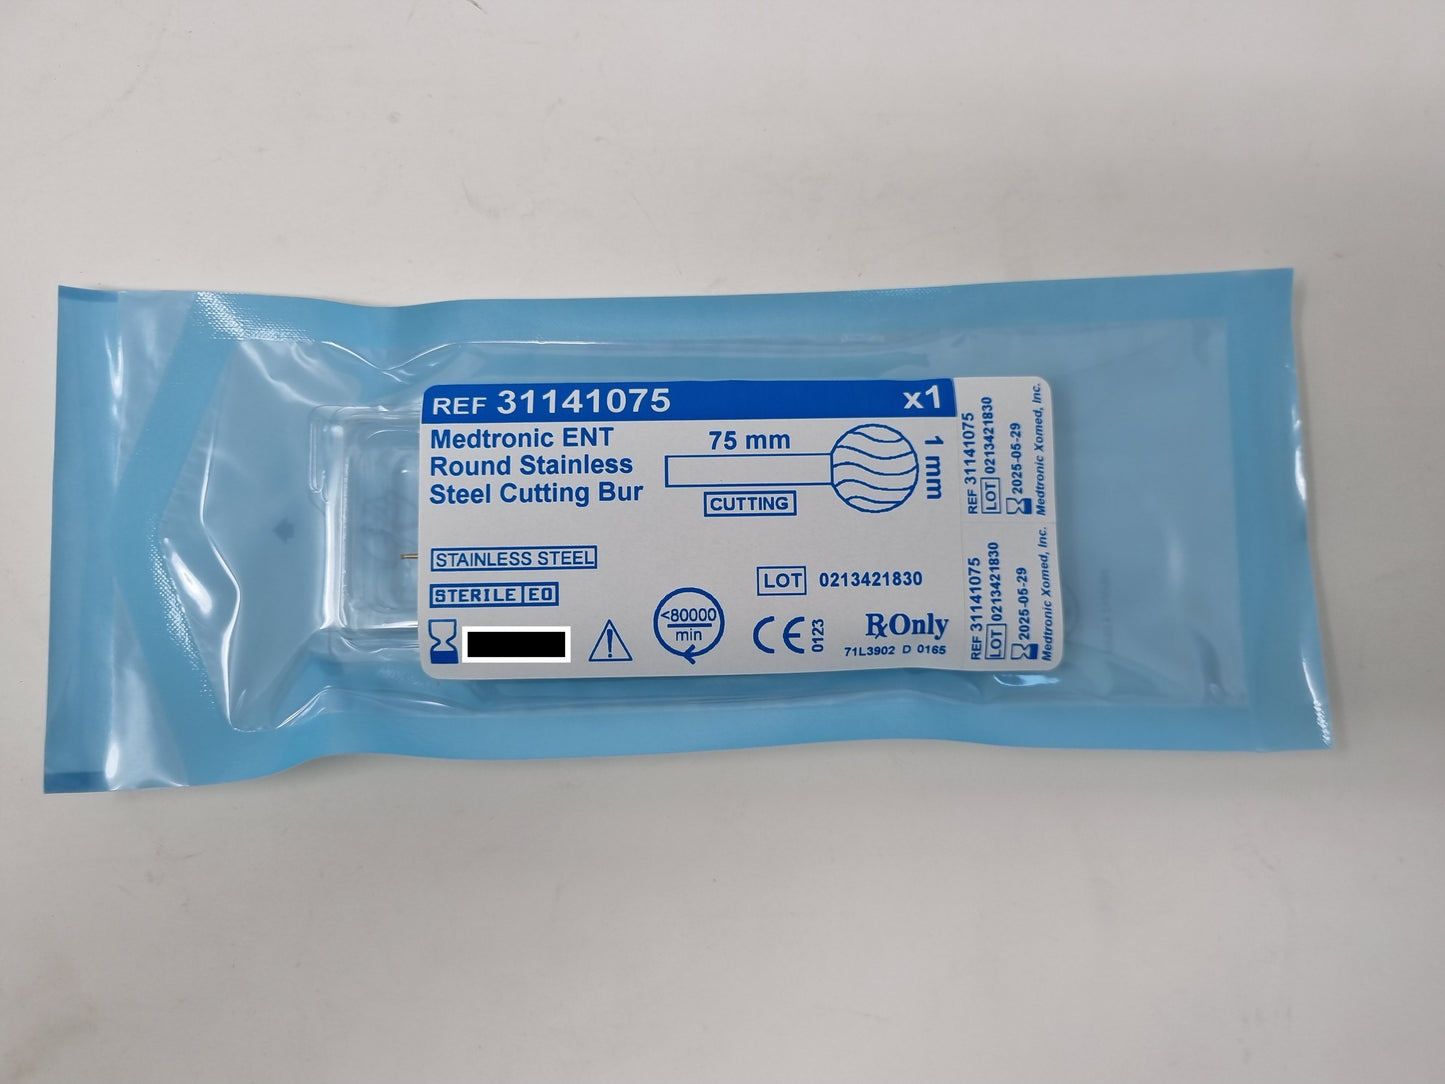 REF 31141075 x1
Medtronic ENT
Round Stainless
Steel Cutting Bur
75 mm
1 mm
CUTTING
STAINLESS STEEL
STERILE EO
LOT 0213421830
<80000
min
CE 0123
RxOnly
71L3902 D 0165
REF 31141075
LOT 0213421830
2025-05-29
Medtronic Xomed, Inc.
REF 31141075
LOT 0213421830
2025-05-29
Medtronic Xomed, Inc.